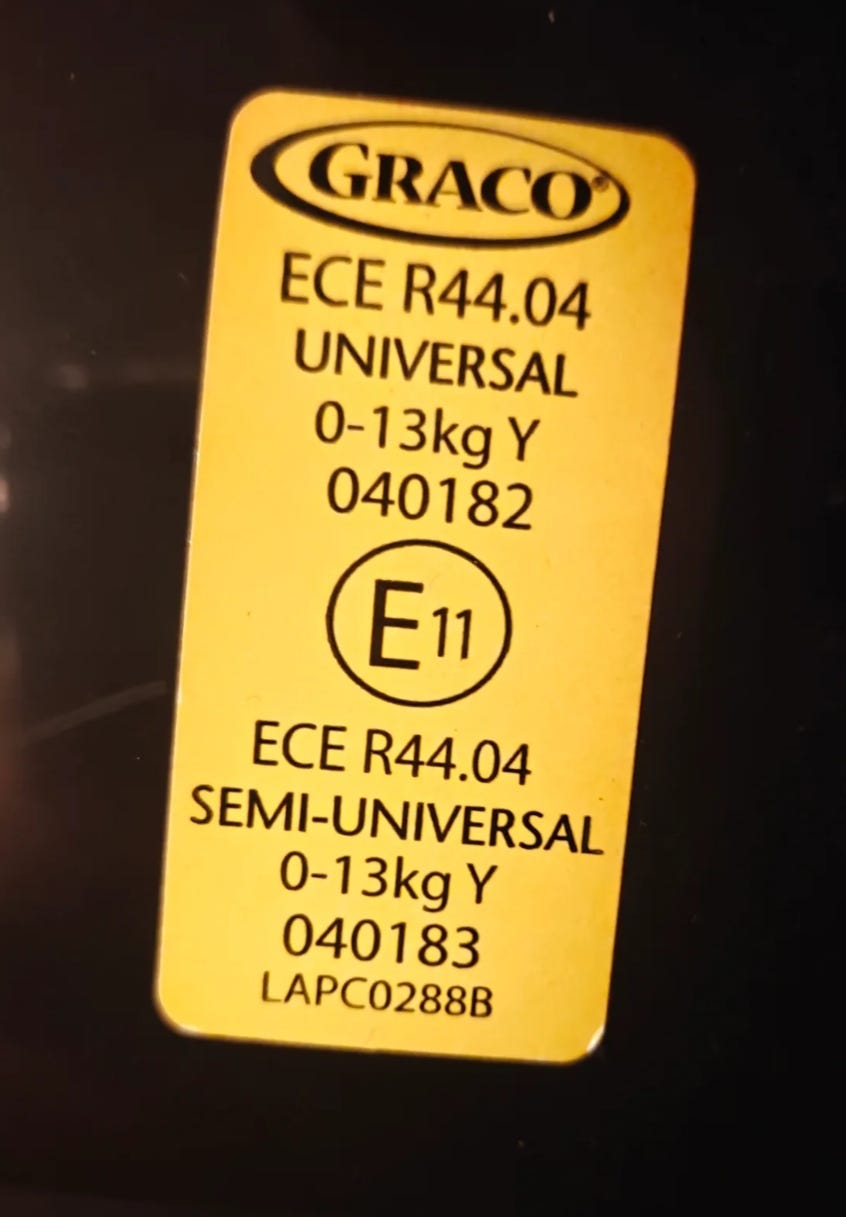 GRACO®
ECE R44.04
UNIVERSAL
0-13kg Y
040182
E11
ECE R44.04
SEMI-UNIVERSAL
0-13kg Y
040183
LAPC0288B